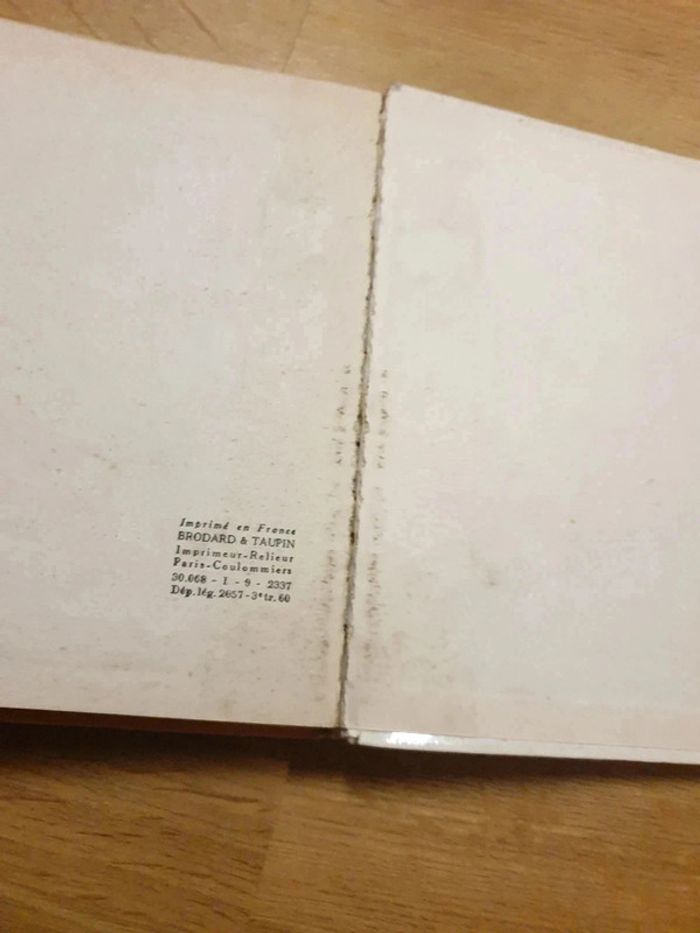 Imprimé en France
BRODARD & TAUPIN
Imprimeur-Relieur
Paris-Coulommiers
30.068 - I - 9 - 2337
Dép. lég. 2657 - 3e tr. 60